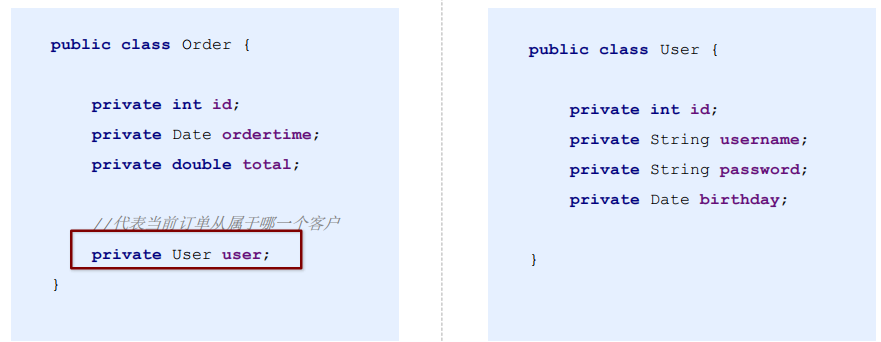 public class Order {
private int id;
private Date ordertime;
private double total;
//代表当前订单从属于哪一个客户
private User user;
}
public class User {
private int id;
private String username;
private String password;
private Date birthday;
}